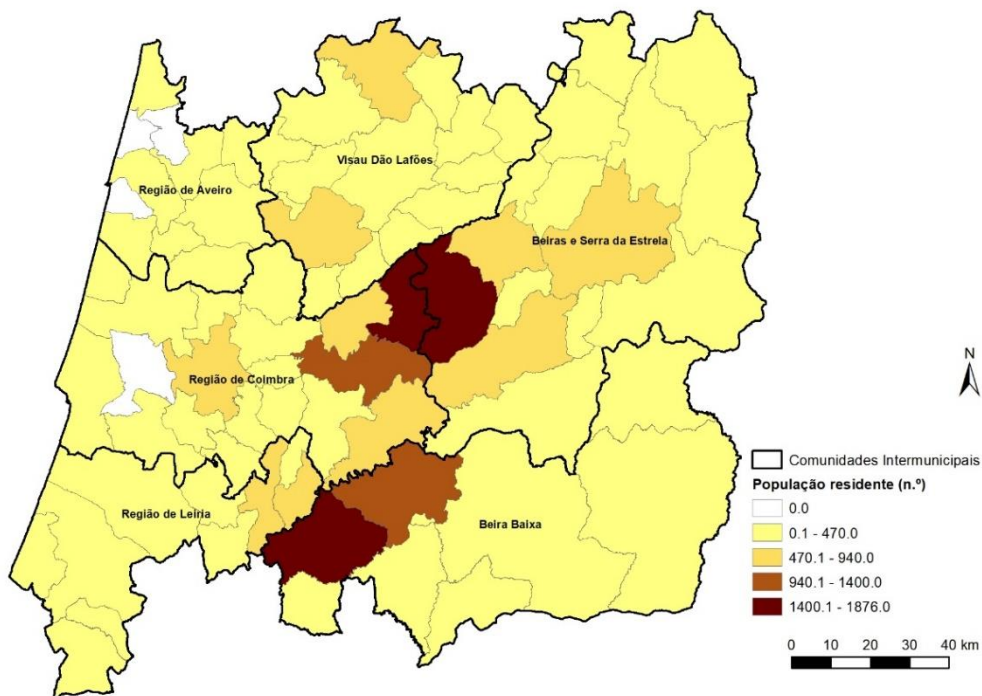 Visau Dão Lafões
Região de Aveiro
Beiras e Serra da Estrela
Região de Coimbra
Região de Leiria
Beira Baixa
N
Comunidades Intermunicipais
População residente (n.º)
0.0
0.1 - 470.0
470.1 - 940.0
940.1 - 1400.0
1400.1 - 1876.0
0 10 20 30 40 km